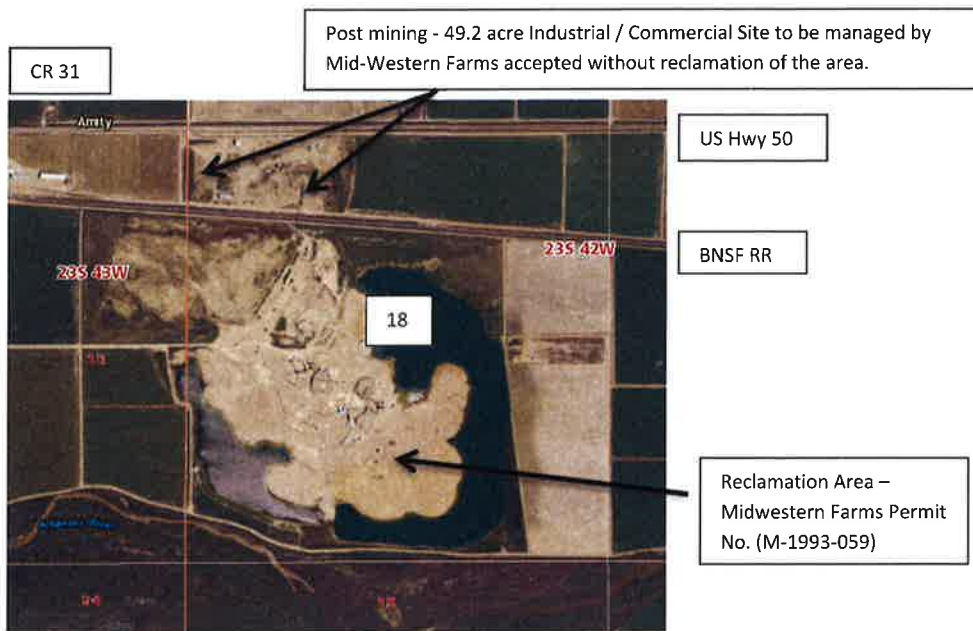 Post mining - 49.2 acre Industrial / Commercial Site to be managed by
Mid-Western Farms accepted without reclamation of the area.
CR 31
Amity
US Hwy 50
23S 42W
BNSF RR
23S 43W
18
Reclamation Area –
Midwestern Farms Permit
No. (M-1993-059)